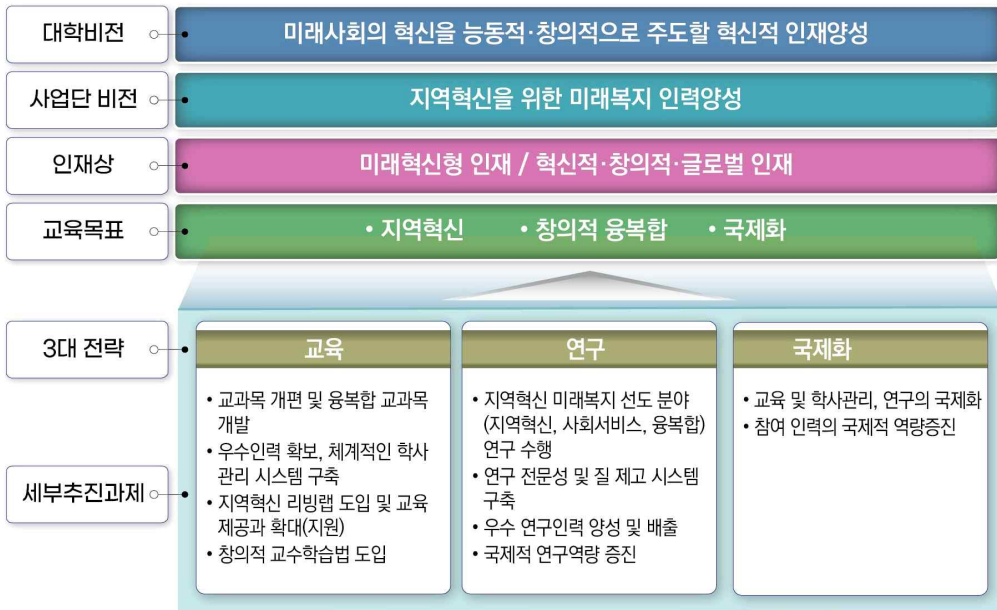 대학비전
미래사회의 혁신을 능동적·창의적으로 주도할 혁신적 인재양성
사업단 비전
지역혁신을 위한 미래복지 인력양성
인재상
미래혁신형 인재 / 혁신적·창의적·글로벌 인재
교육목표
• 지역혁신 • 창의적 융복합 • 국제화
3대 전략
세부추진과제
교육
• 교과목 개편 및 융복합 교과목
개발
• 우수인력 확보, 체계적인 학사
관리 시스템 구축
• 지역혁신 리빙랩 도입 및 교육
제공과 확대(지원)
• 창의적 교수학습법 도입
연구
• 지역혁신 미래복지 선도 분야
(지역혁신, 사회서비스, 융복합)
연구 수행
• 연구 전문성 및 질 제고 시스템
구축
• 우수 연구인력 양성 및 배출
• 국제적 연구역량 증진
국제화
• 교육 및 학사관리, 연구의 국제화
• 참여 인력의 국제적 역량증진